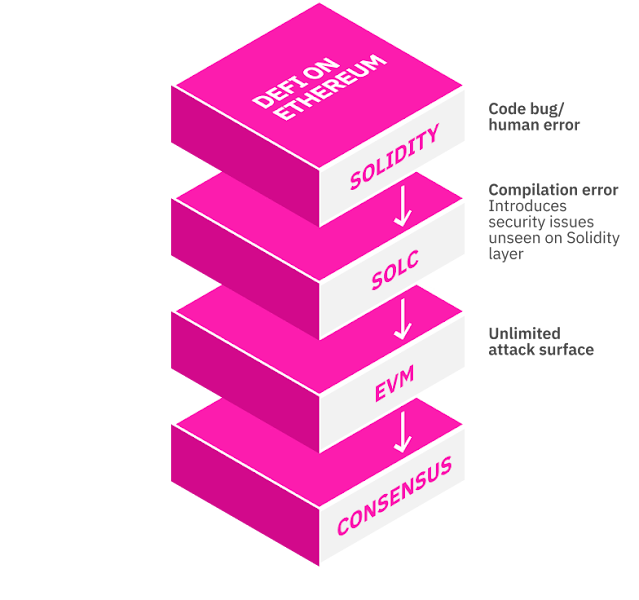 DEFI ON
ETHEREUM
SOLIDITY
Code bug/
human error
Compilation error
Introduces
security issues
unseen on Solidity
layer
SOLC
Unlimited
attack surface
EVM
CONSENSUS